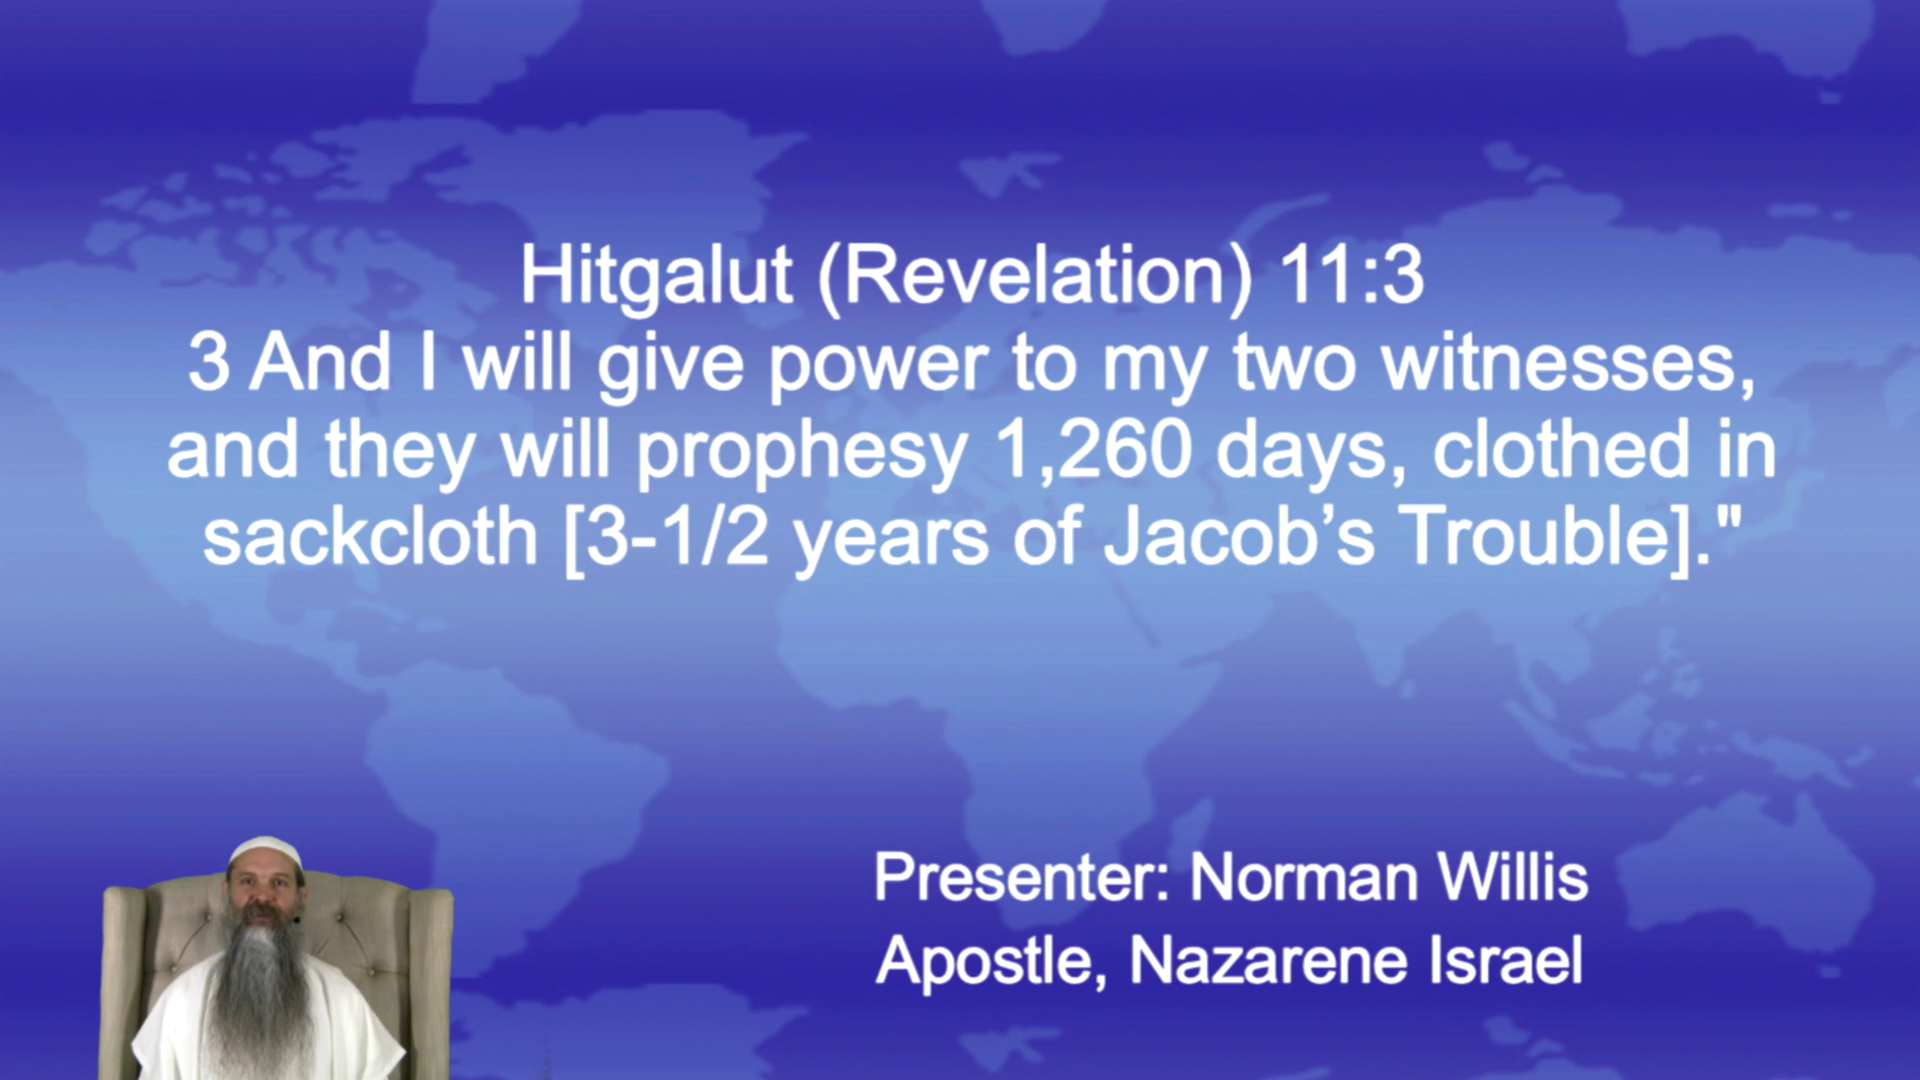 Hitgalut (Revelation) 11:3
3 And I will give power to my two witnesses,
and they will prophesy 1,260 days, clothed in
sackcloth [3-1/2 years of Jacob’s Trouble]."
Presenter: Norman Willis
Apostle, Nazarene Israel